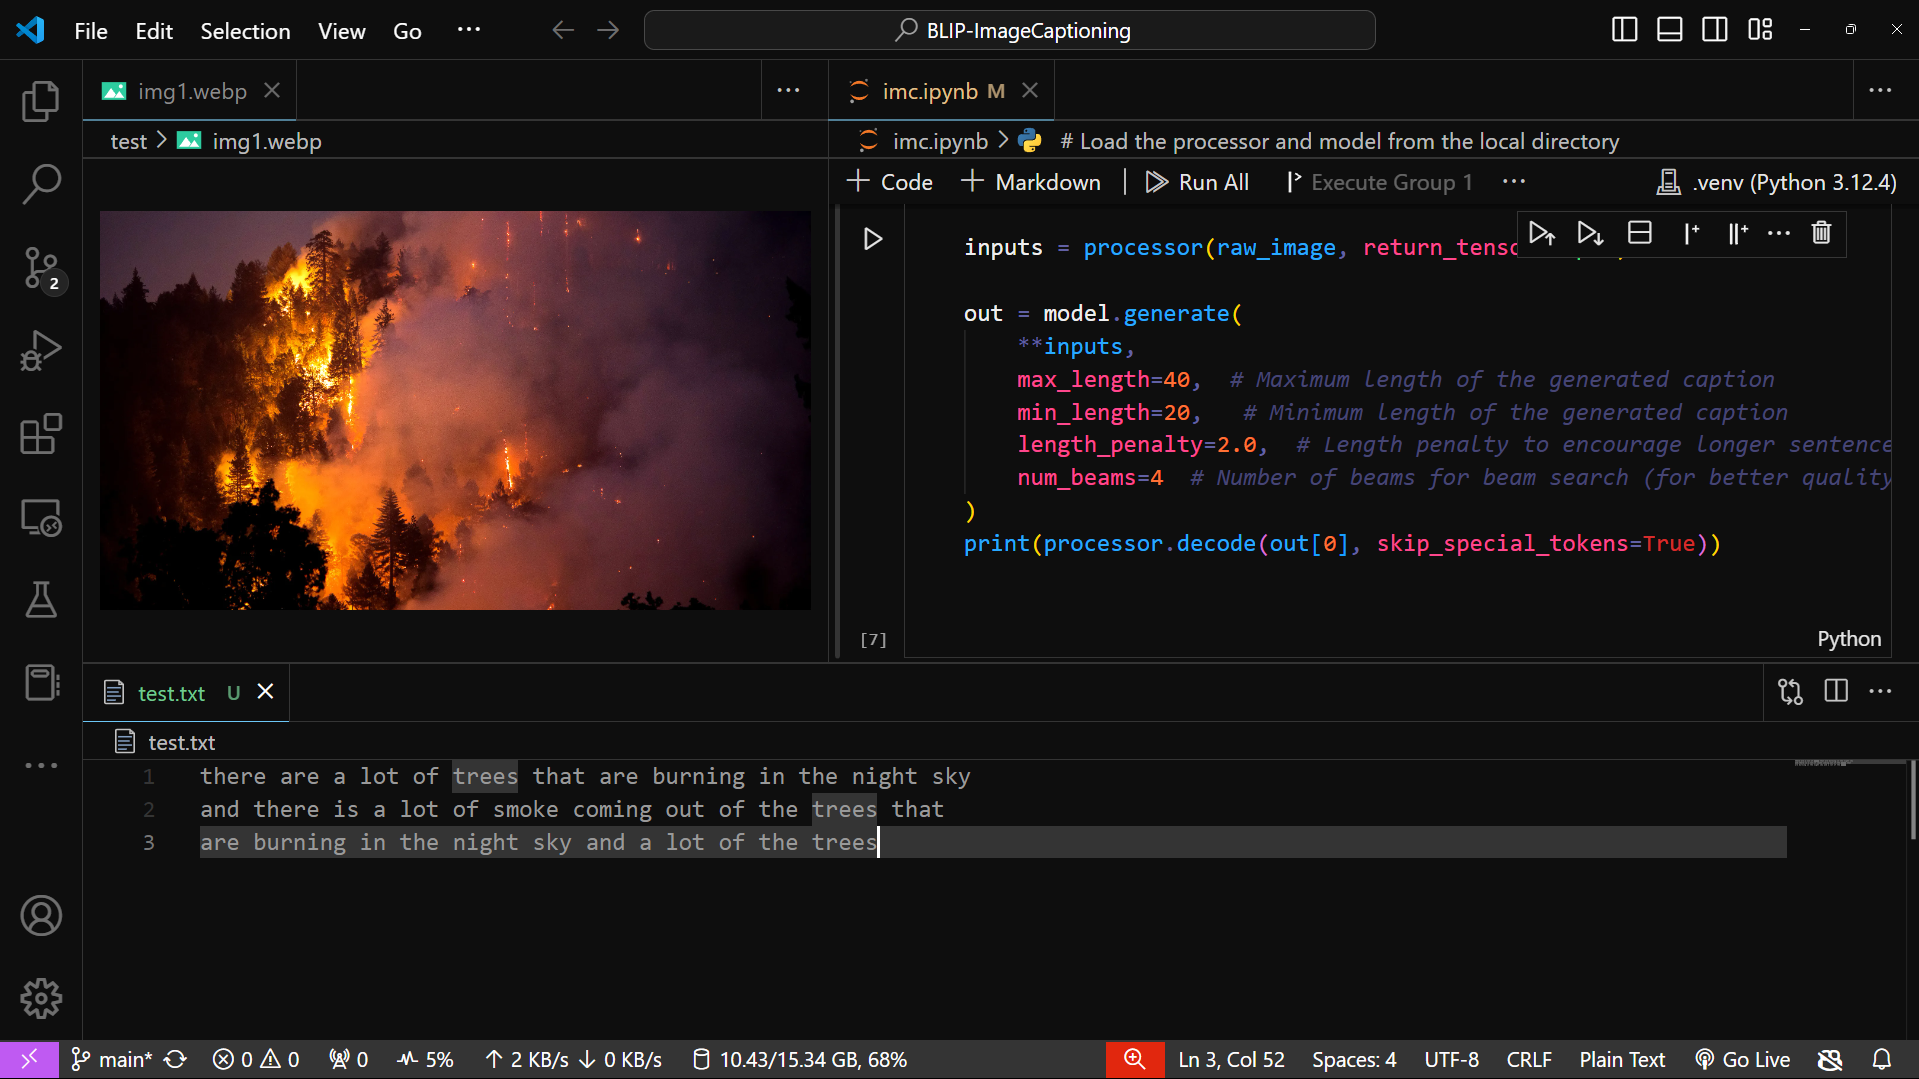 File Edit Selection View Go ··· BLIP-ImageCaptioning
img1.webp
test > img1.webp
imc.ipynb M
imc.ipynb > # Load the processor and model from the local directory
+ Code + Markdown | Run All Execute Group 1 ··· .venv (Python 3.12.4)
inputs = processor(raw_image, return_tenso
out = model.generate(
**inputs,
max_length=40, # Maximum length of the generated caption
min_length=20, # Minimum length of the generated caption
length_penalty=2.0, # Length penalty to encourage longer sentence
num_beams=4 # Number of beams for beam search (for better quality
)
print(processor.decode(out[0], skip_special_tokens=True))
[7]
Python
2
test.txt U
test.txt
1 there are a lot of trees that are burning in the night sky
2 and there is a lot of smoke coming out of the trees that
3 are burning in the night sky and a lot of the trees
main* 0 0 0 5% ↑ 2 KB/s ↓ 0 KB/s 10.43/15.34 GB, 68% Ln 3, Col 52 Spaces: 4 UTF-8 CRLF Plain Text Go Live